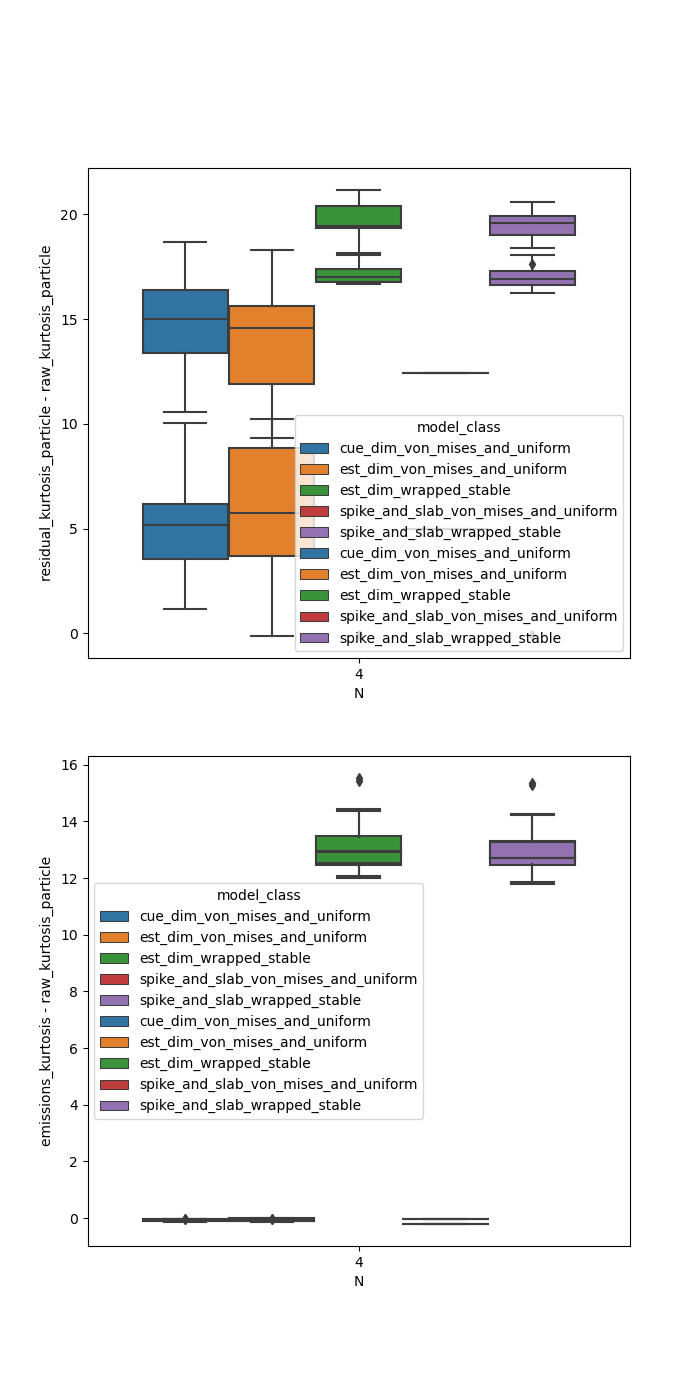 residual_kurtosis_particle - raw_kurtosis_particle
20
15
10
5
0
model_class
cue_dim_von_mises_and_uniform
est_dim_von_mises_and_uniform
est_dim_wrapped_stable
spike_and_slab_von_mises_and_uniform
spike_and_slab_wrapped_stable
cue_dim_von_mises_and_uniform
est_dim_von_mises_and_uniform
est_dim_wrapped_stable
spike_and_slab_von_mises_and_uniform
spike_and_slab_wrapped_stable
4
N
emissions_kurtosis - raw_kurtosis_particle
16
14
12
10
8
6
4
2
0
model_class
cue_dim_von_mises_and_uniform
est_dim_von_mises_and_uniform
est_dim_wrapped_stable
spike_and_slab_von_mises_and_uniform
spike_and_slab_wrapped_stable
cue_dim_von_mises_and_uniform
est_dim_von_mises_and_uniform
est_dim_wrapped_stable
spike_and_slab_von_mises_and_uniform
spike_and_slab_wrapped_stable
4
N